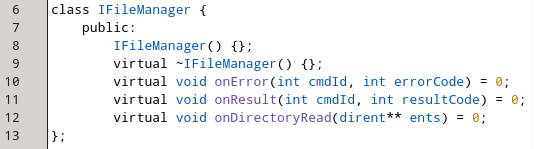 6 class IFileManager {
7     public:
8         IFileManager() {};
9         virtual ~IFileManager() {};
10         virtual void onError(int cmdId, int errorCode) = 0;
11         virtual void onResult(int cmdId, int resultCode) = 0;
12         virtual void onDirectoryRead(dirent** ents) = 0;
13 };